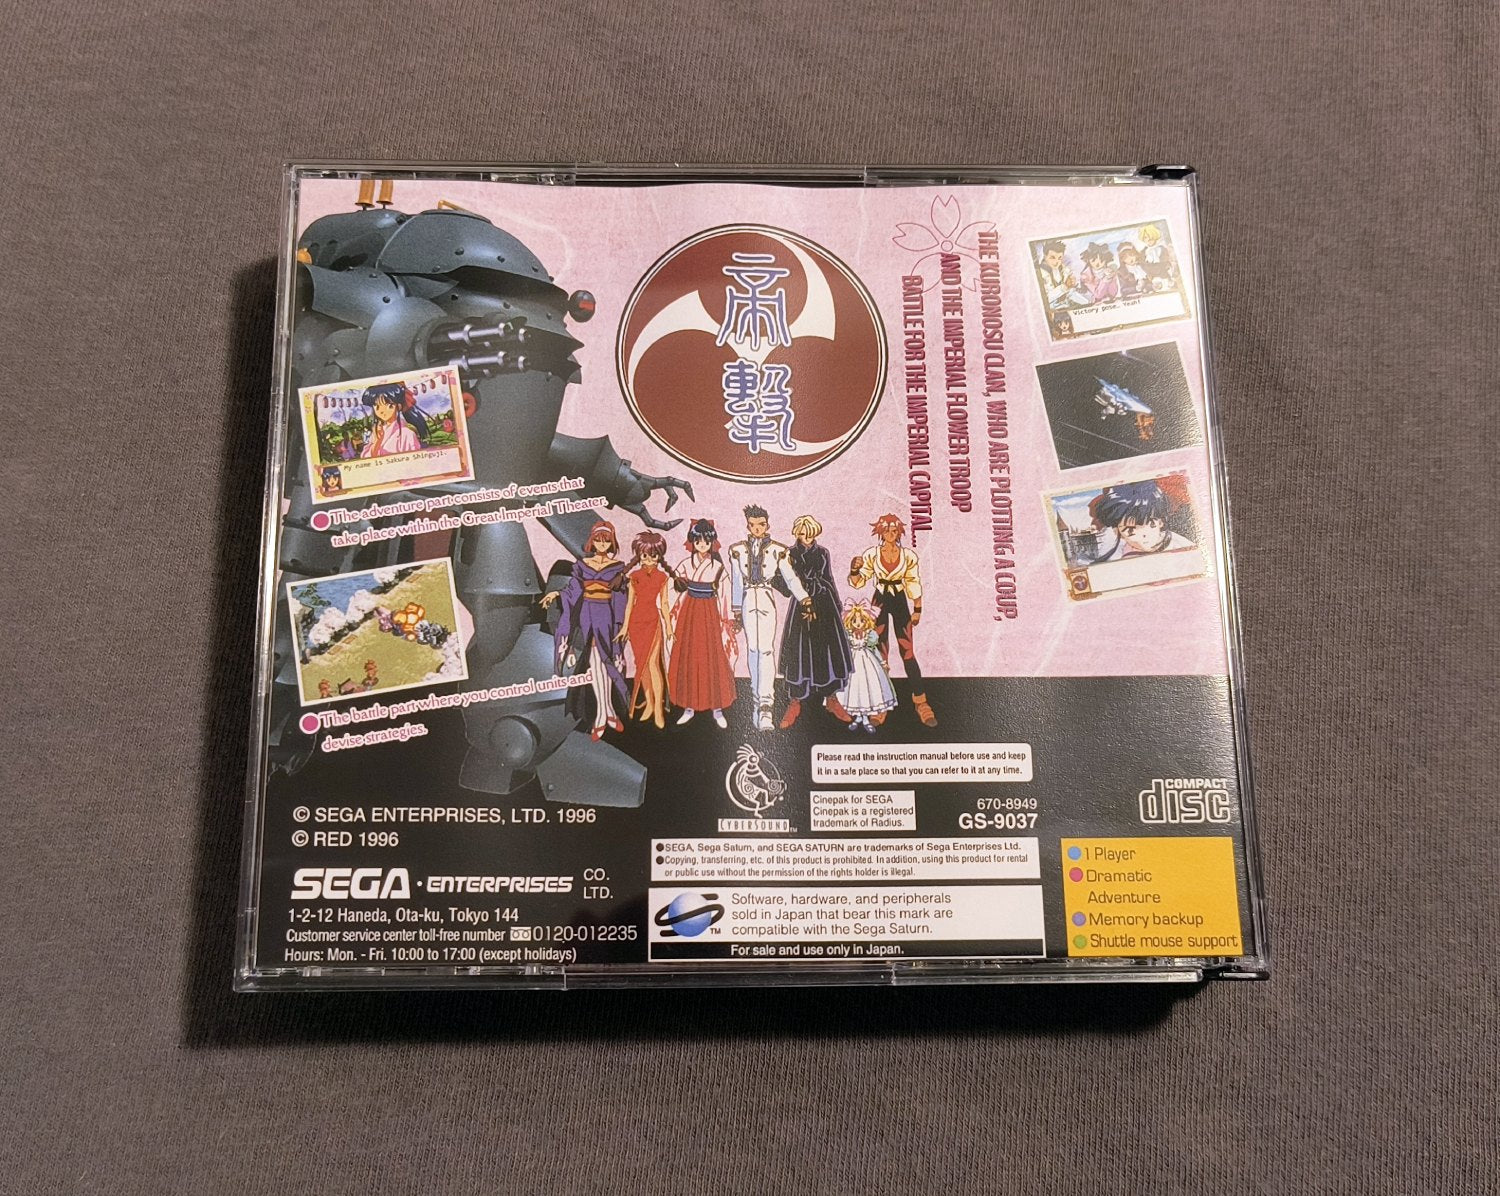 帝
撃
THE KURONOSU CLAN, WHO ARE PLOTTING A COUP,
AND THE IMPERIAL FLOWER TROOP
BATTLE FOR THE IMPERIAL CAPITAL...
Victory pose... Yeah!
My name is Sakura Shinguji.
The adventure part consists of events that
take place within the Great Imperial Theater.
The battle part where you control units and
devise strategies.
© SEGA ENTERPRISES, LTD. 1996
© RED 1996
SEGA · ENTERPRISES CO. LTD.
1-2-12 Haneda, Ota-ku, Tokyo 144
Customer service center toll-free number 0120-012235
Hours: Mon. - Fri. 10:00 to 17:00 (except holidays)
CYBERSOUND™
Please read the instruction manual before use and keep
it in a safe place so that you can refer to it at any time.
Cinepak for SEGA
Cinepak is a registered
trademark of Radius.
670-8949
GS-9037
COMPACT
disc
●SEGA, Sega Saturn, and SEGA SATURN are trademarks of Sega Enterprises Ltd.
●Copying, transferring, etc. of this product is prohibited. In addition, using this product for rental
or public use without the permission of the rights holder is illegal.
TM
Software, hardware, and peripherals
sold in Japan that bear this mark are
compatible with the Sega Saturn.
For sale and use only in Japan.
1 Player
Dramatic
Adventure
Memory backup
Shuttle mouse support